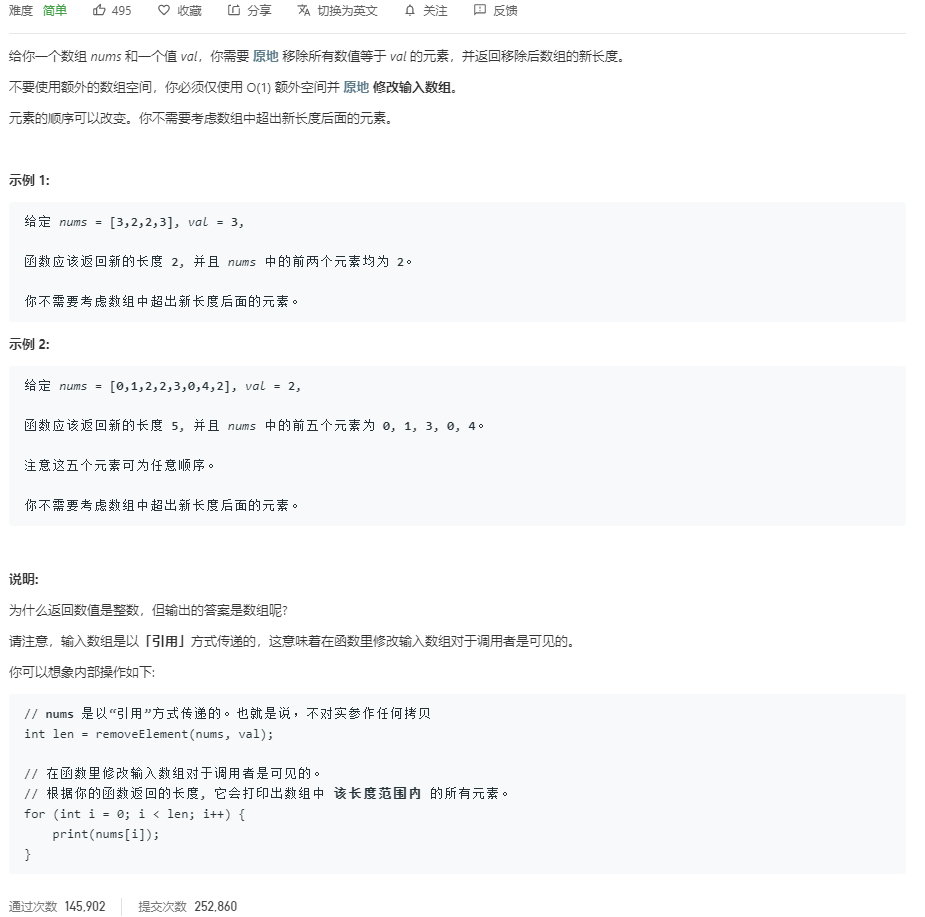 难度 简单 495 收藏 分享 切换为英文 关注 反馈
给你一个数组 nums 和一个值 val，你需要 原地 移除所有数值等于 val 的元素，并返回移除后数组的新长度。
不要使用额外的数组空间，你必须仅使用 O(1) 额外空间并 原地 修改输入数组。
元素的顺序可以改变。你不需要考虑数组中超出新长度后面的元素。
示例 1:
给定 nums = [3,2,2,3], val = 3,
函数应该返回新的长度 2, 并且 nums 中的前两个元素均为 2。
你不需要考虑数组中超出新长度后面的元素。
示例 2:
给定 nums = [0,1,2,2,3,0,4,2], val = 2,
函数应该返回新的长度 5, 并且 nums 中的前五个元素为 0, 1, 3, 0, 4。
注意这五个元素可为任意顺序。
你不需要考虑数组中超出新长度后面的元素。
说明:
为什么返回数值是整数，但输出的答案是数组呢?
请注意，输入数组是以「引用」方式传递的，这意味着在函数里修改输入数组对于调用者是可见的。
你可以想象内部操作如下:
// nums 是以“引用”方式传递的。也就是说，不对实参作任何拷贝
int len = removeElement(nums, val);
// 在函数里修改输入数组对于调用者是可见的。
// 根据你的函数返回的长度, 它会打印出数组中 该长度范围内 的所有元素。
for (int i = 0; i < len; i++) {
    print(nums[i]);
}
通过次数 145,902 提交次数 252,860